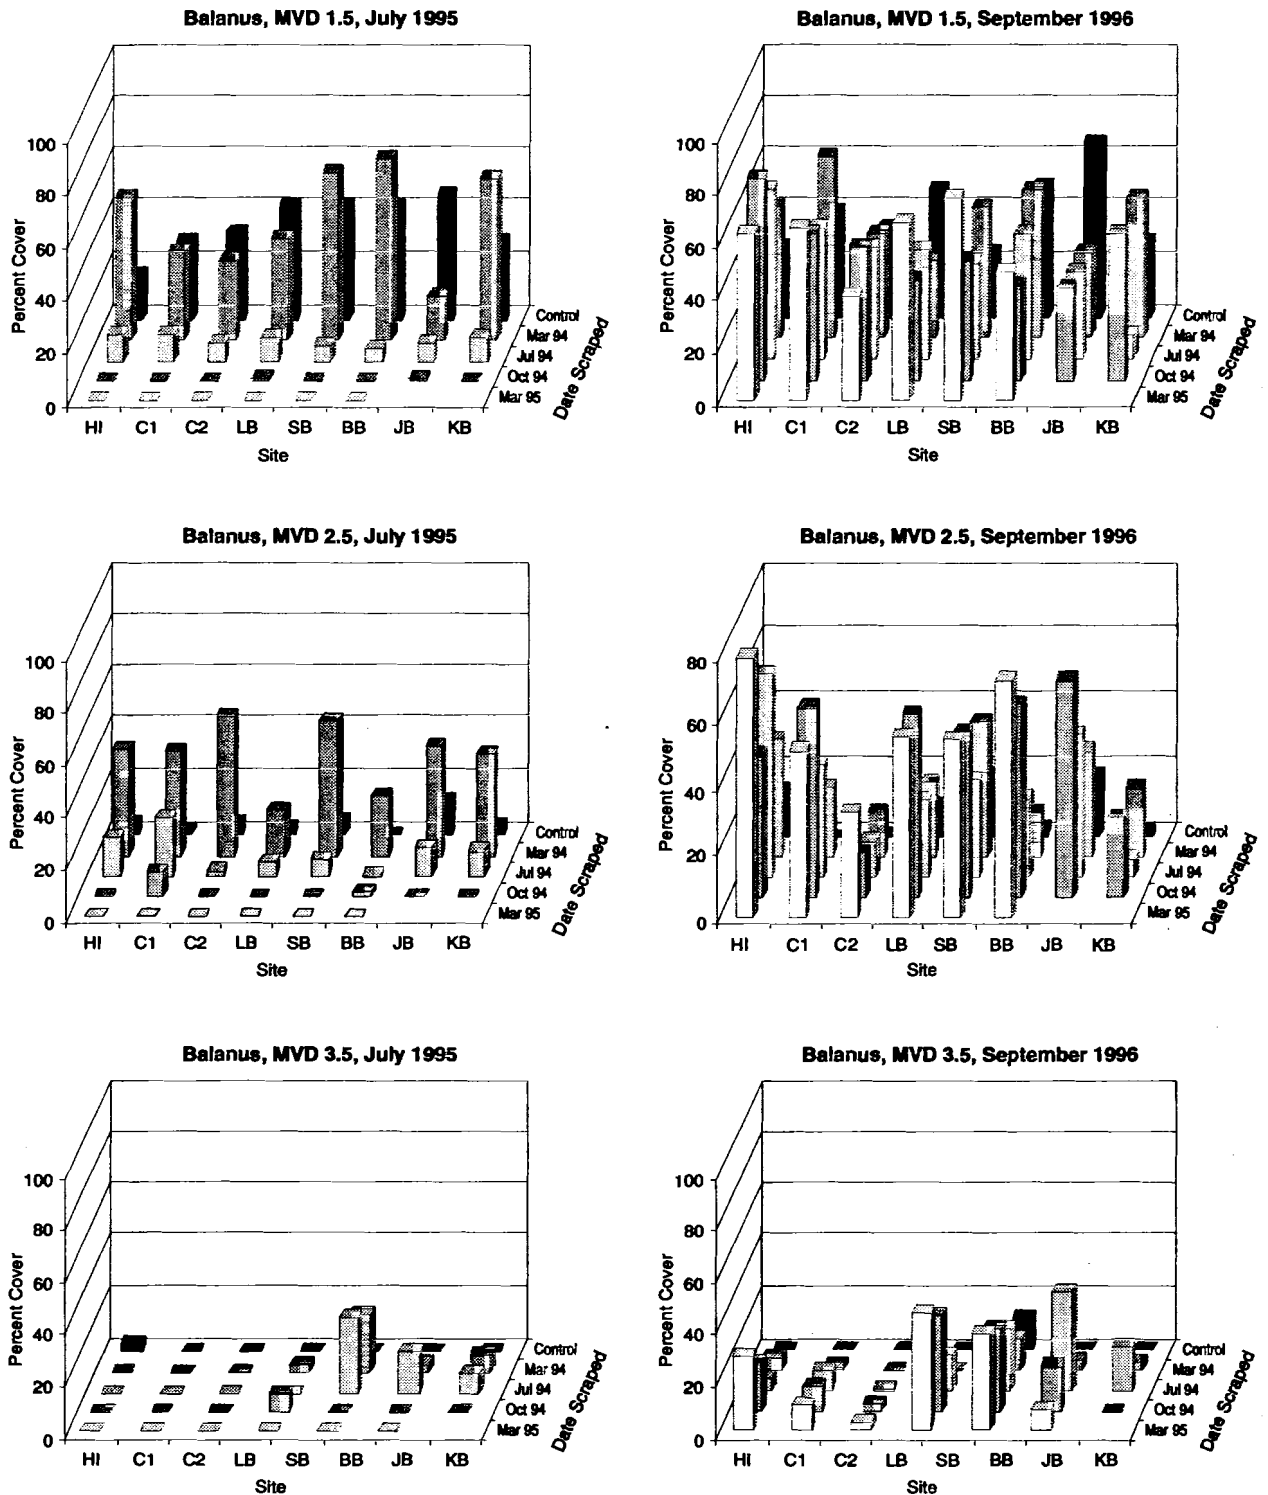 Balanus, MVD 1.5, July 1995
Percent Cover
100
80
60
40
20
0
HI C1 C2 LB SB BB JB KB
Site
Control
Mar 94
Jul 94
Oct 94
Mar 95
Date Scraped
Balanus, MVD 1.5, September 1996
Percent Cover
100
80
60
40
20
0
HI C1 C2 LB SB BB JB KB
Site
Control
Mar 94
Jul 94
Oct 94
Mar 95
Date Scraped
Balanus, MVD 2.5, July 1995
Percent Cover
100
80
60
40
20
0
HI C1 C2 LB SB BB JB KB
Site
Control
Mar 94
Jul 94
Oct 94
Mar 95
Date Scraped
Balanus, MVD 2.5, September 1996
Percent Cover
80
60
40
20
0
HI C1 C2 LB SB BB JB KB
Site
Control
Mar 94
Jul 94
Oct 94
Mar 95
Date Scraped
Balanus, MVD 3.5, July 1995
Percent Cover
100
80
60
40
20
0
HI C1 C2 LB SB BB JB KB
Site
Control
Mar 94
Jul 94
Oct 94
Mar 95
Date Scraped
Balanus, MVD 3.5, September 1996
Percent Cover
100
80
60
40
20
0
HI C1 C2 LB SB BB JB KB
Site
Control
Mar 94
Jul 94
Oct 94
Mar 95
Date Scraped